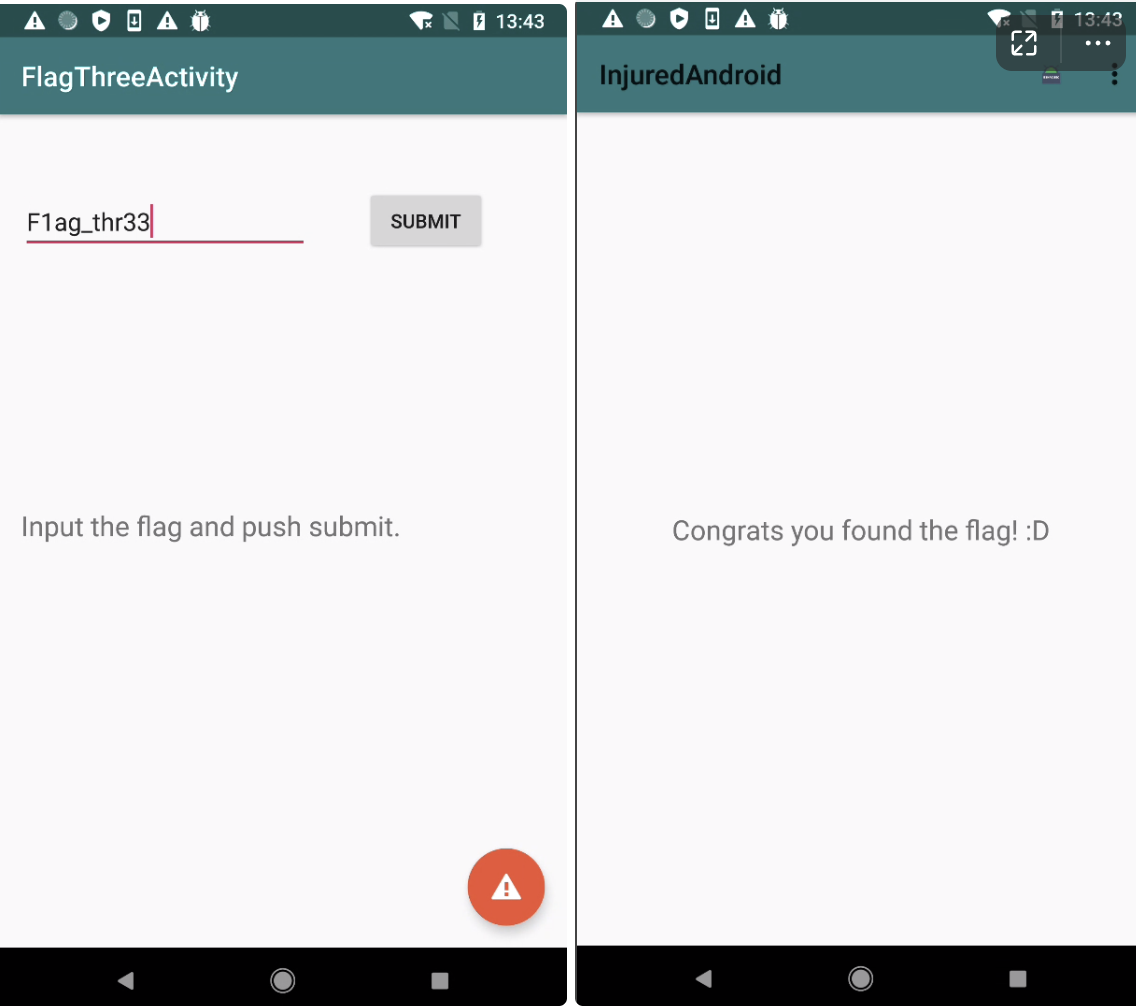 13:43
FlagThreeActivity
F1ag_thr33
SUBMIT
Input the flag and push submit.
13:43
InjuredAndroid
Congrats you found the flag! :D